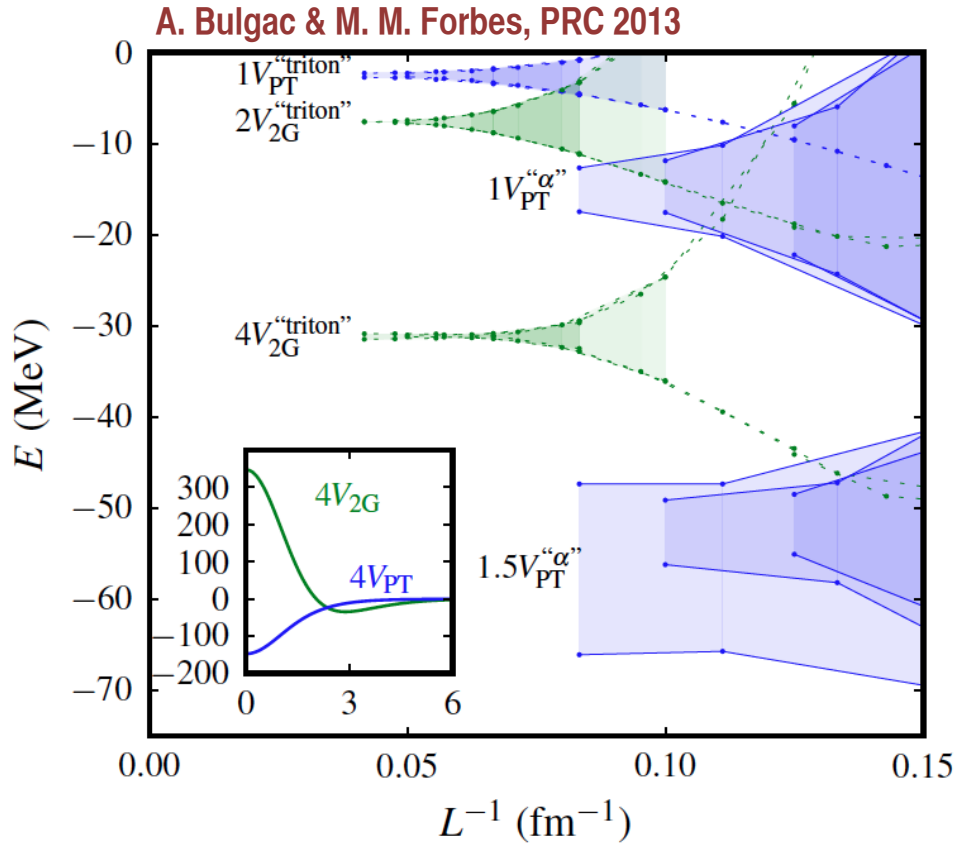 A. Bulgac & M. M. Forbes, PRC 2013
0
−10
−20
−30
−40
−50
−60
−70
E (MeV)
1V_PT^“triton”
2V_2G^“triton”
1V_PT^“α”
4V_2G^“triton”
1.5V_PT^“α”
300
200
100
0
−100
−200
4V_2G
4V_PT
0 3 6
0.00 0.05 0.10 0.15
L⁻¹ (fm⁻¹)